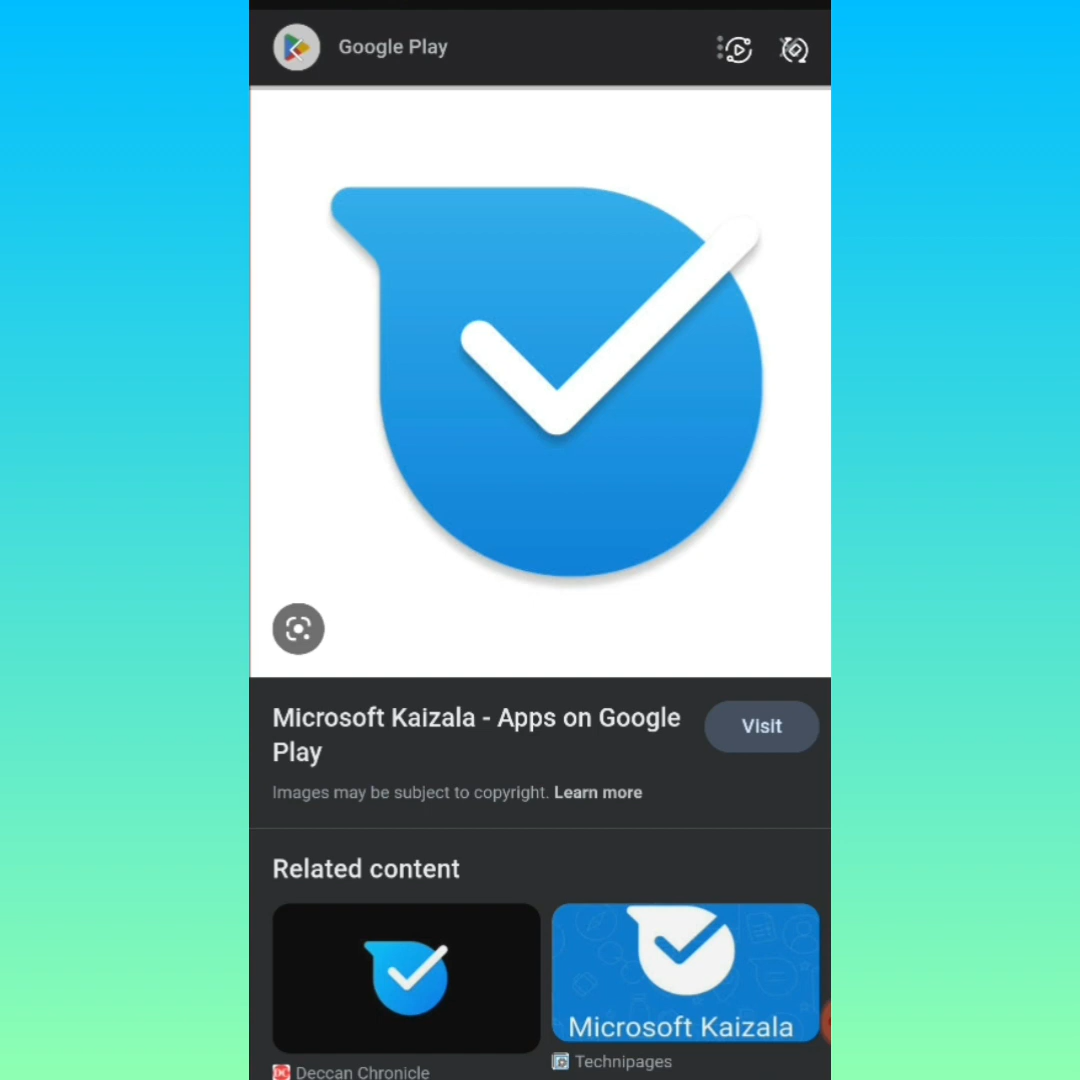 Google Play
Microsoft Kaizala - Apps on Google
Play
Visit
Images may be subject to copyright. Learn more
Related content
Microsoft Kaizala
Deccan Chronicle
Technipages